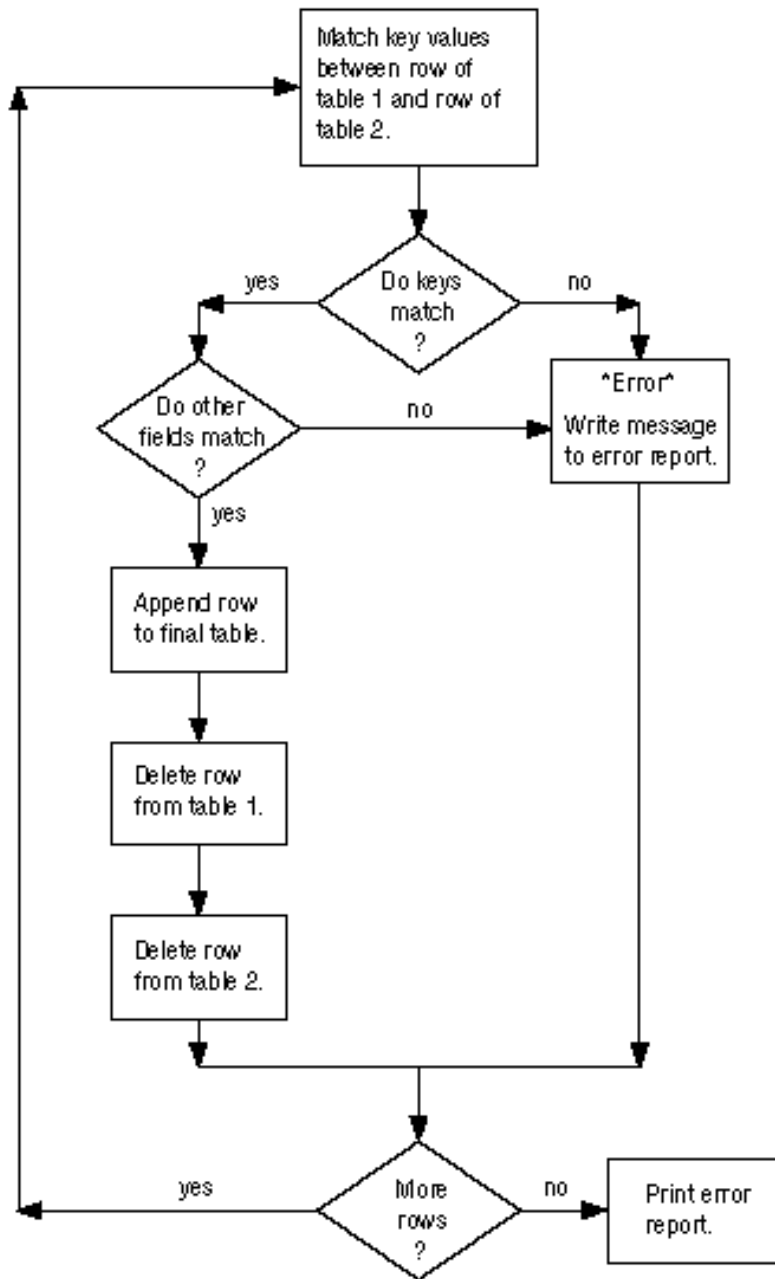 Match key values
between row of
table 1 and row of
table 2.
yes
Do keys
match
?
no
Do other
fields match
?
no
*Error*
Write message
to error report.
yes
Append row
to final table.
Delete row
from table 1.
Delete row
from table 2.
yes
More
rows
?
no
Print error
report.